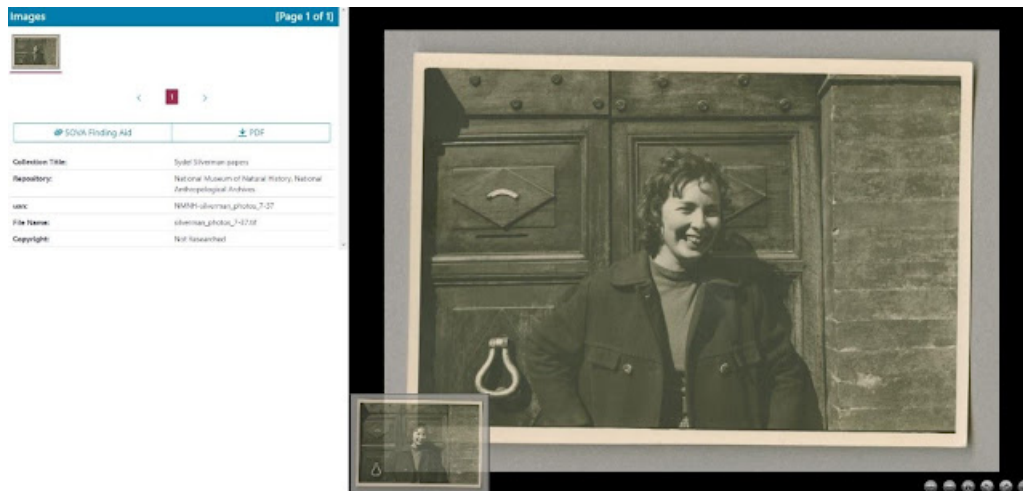 Images [Page 1 of 1]
1
SOVA Finding Aid PDF
Collection Title: Sydel Silverman papers
Repository: National Museum of Natural History, National
Anthropological Archives
uan: NMNH-silverman_photos_7-37
File Name: silverman_photos_7-37.tif
Copyright: Not Researched